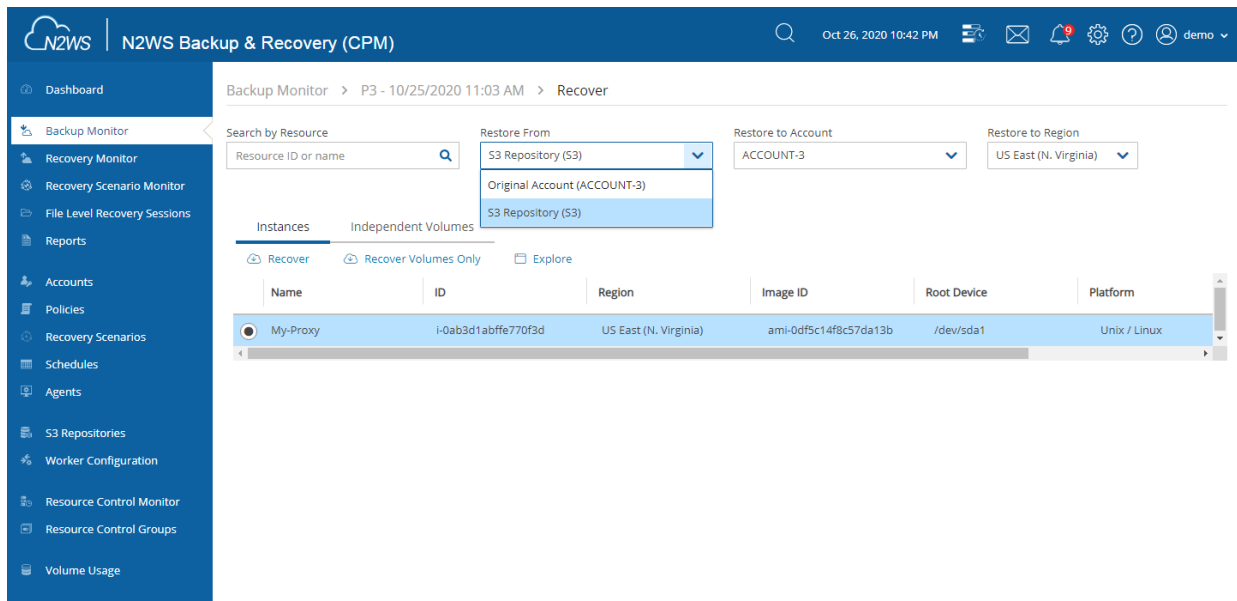 N2WS N2WS Backup & Recovery (CPM) Oct 26, 2020 10:42 PM 9 demo
Dashboard
Backup Monitor
Recovery Monitor
Recovery Scenario Monitor
File Level Recovery Sessions
Reports
Accounts
Policies
Recovery Scenarios
Schedules
Agents
S3 Repositories
Worker Configuration
Resource Control Monitor
Resource Control Groups
Volume Usage
Backup Monitor > P3 - 10/25/2020 11:03 AM > Recover
Search by Resource Restore From Restore to Account Restore to Region
Resource ID or name S3 Repository (S3) ACCOUNT-3 US East (N. Virginia)
Original Account (ACCOUNT-3)
S3 Repository (S3)
Instances Independent Volumes
Recover Recover Volumes Only Explore
Name ID Region Image ID Root Device Platform
My-Proxy i-0ab3d1abffe770f3d US East (N. Virginia) ami-0df5c14f8c57da13b /dev/sda1 Unix / Linux